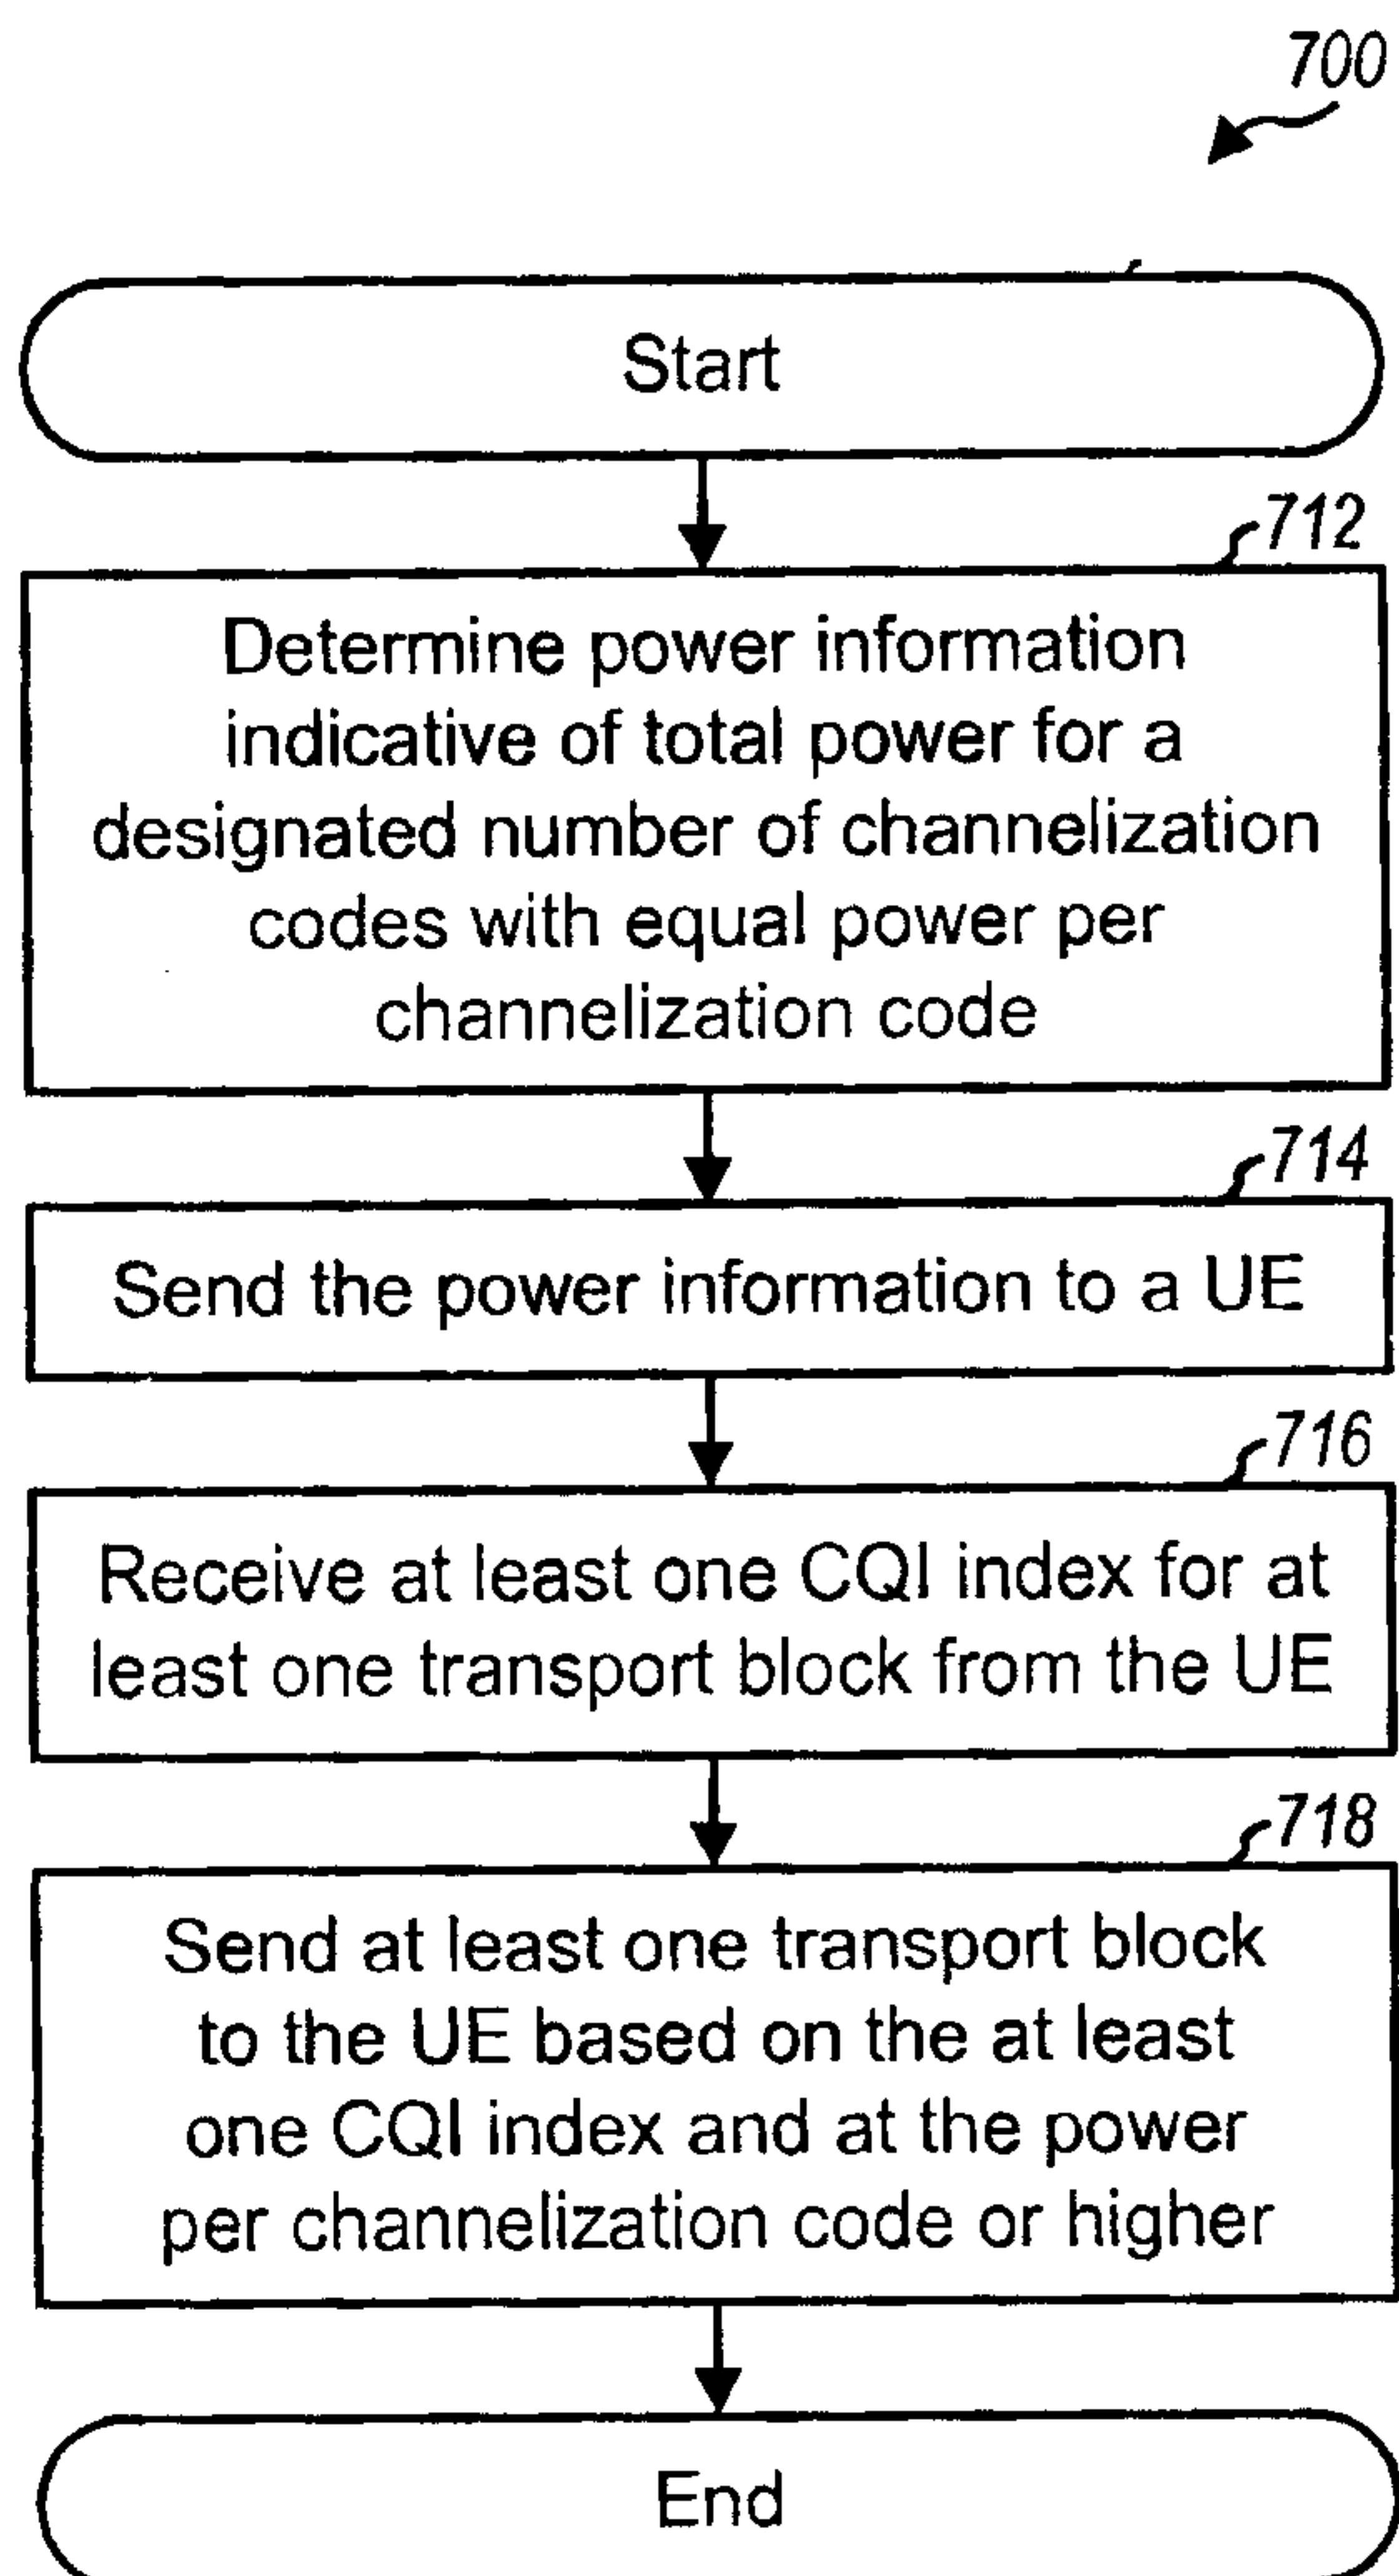 700
Start
712
Determine power information
indicative of total power for a
designated number of channelization
codes with equal power per
channelization code
714
Send the power information to a UE
716
Receive at least one CQI index for at
least one transport block from the UE
718
Send at least one transport block
to the UE based on the at least
one CQI index and at the power
per channelization code or higher
End